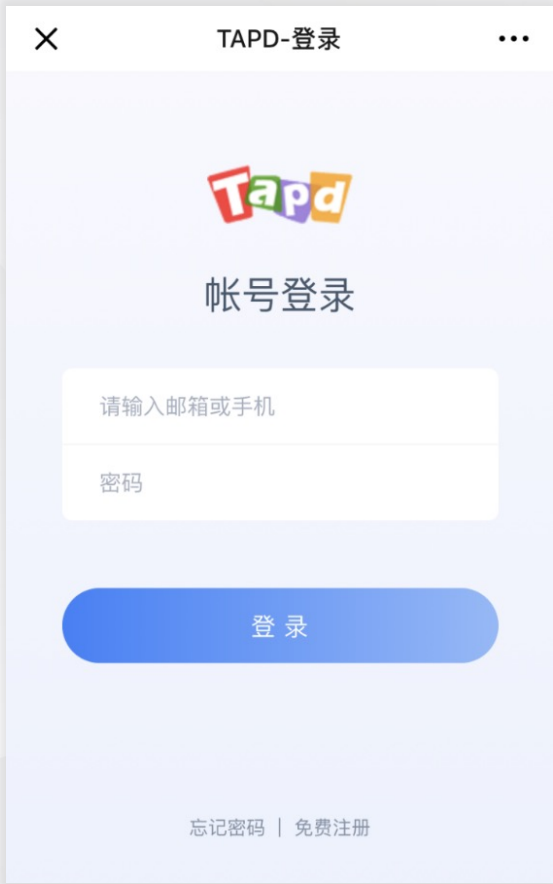 TAPD-登录
Tapd
帐号登录
请输入邮箱或手机
密码
登 录
忘记密码 | 免费注册